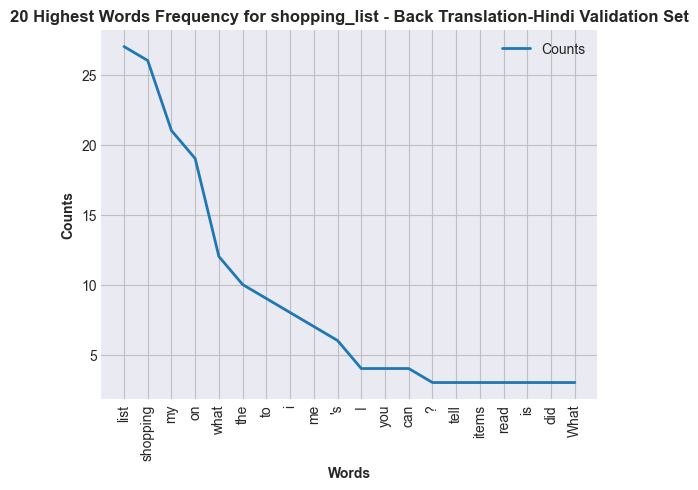 20 Highest Words Frequency for shopping_list - Back Translation-Hindi Validation Set
Counts
25
20
15
10
5
Counts
list
shopping
my
on
what
the
to
i
me
's
I
you
can
?
tell
items
read
is
did
What
Words